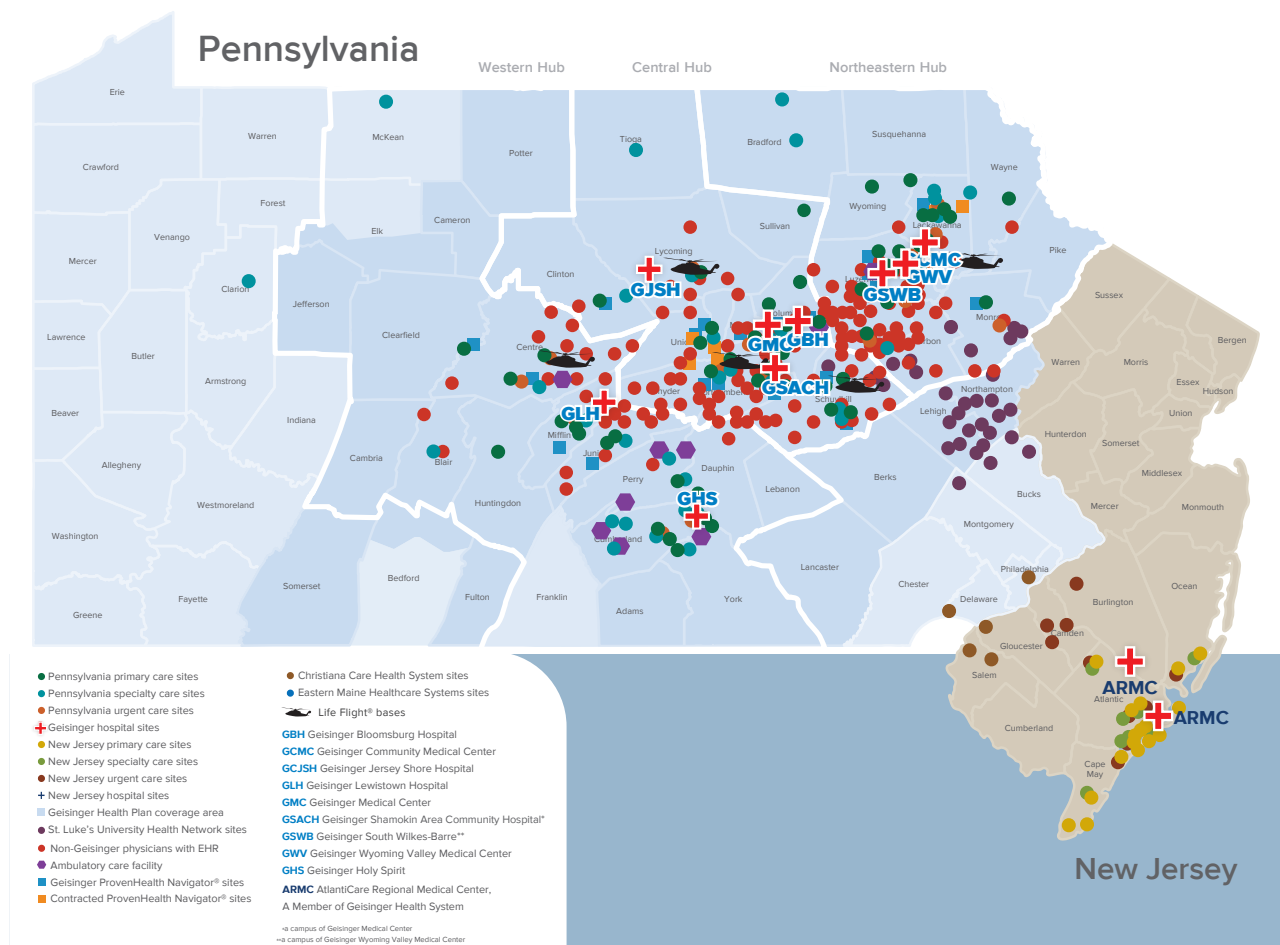 Pennsylvania
Western Hub
Central Hub
Northeastern Hub
Erie
Warren
McKean
Potter
Tioga
Bradford
Susquehanna
Wayne
Crawford
Forest
Cameron
Elk
Wyoming
Lackawanna
Sullivan
Pike
Venango
Mercer
Clarion
Lycoming
Clinton
Jefferson
Clearfield
Centre
GJSH
GCMC
GWV
GSWB
GMC
GBH
GSACH
GLH
Lawrence
Butler
Armstrong
Beaver
Indiana
Allegheny
Cambria
Blair
Mifflin
Perry
Dauphin
Lebanon
Berks
Northampton
Lehigh
Bucks
Montgomery
Westmoreland
Huntingdon
GHS
Cumberland
Washington
Greene
Fayette
Somerset
Bedford
Fulton
Franklin
Adams
York
Lancaster
Chester
Delaware
Philadelphia
Sussex
Bergen
Warren
Morris
Essex
Hudson
Union
Hunterdon
Somerset
Middlesex
Mercer
Monmouth
Ocean
Burlington
Camden
Gloucester
Salem
ARMC
Atlantic
ARMC
Cumberland
Cape
May
New Jersey
Pennsylvania primary care sites
Pennsylvania specialty care sites
Pennsylvania urgent care sites
Geisinger hospital sites
New Jersey primary care sites
New Jersey specialty care sites
New Jersey urgent care sites
New Jersey hospital sites
Geisinger Health Plan coverage area
St. Luke's University Health Network sites
Non-Geisinger physicians with EHR
Ambulatory care facility
Geisinger ProvenHealth Navigator® sites
Contracted ProvenHealth Navigator® sites
Christiana Care Health System sites
Eastern Maine Healthcare Systems sites
Life Flight® bases
GBH Geisinger Bloomsburg Hospital
GCMC Geisinger Community Medical Center
GCJSH Geisinger Jersey Shore Hospital
GLH Geisinger Lewistown Hospital
GMC Geisinger Medical Center
GSACH Geisinger Shamokin Area Community Hospital*
GSWB Geisinger South Wilkes-Barre**
GWV Geisinger Wyoming Valley Medical Center
GHS Geisinger Holy Spirit
ARMC AtlantiCare Regional Medical Center,
A Member of Geisinger Health System
*a campus of Geisinger Medical Center
**a campus of Geisinger Wyoming Valley Medical Center